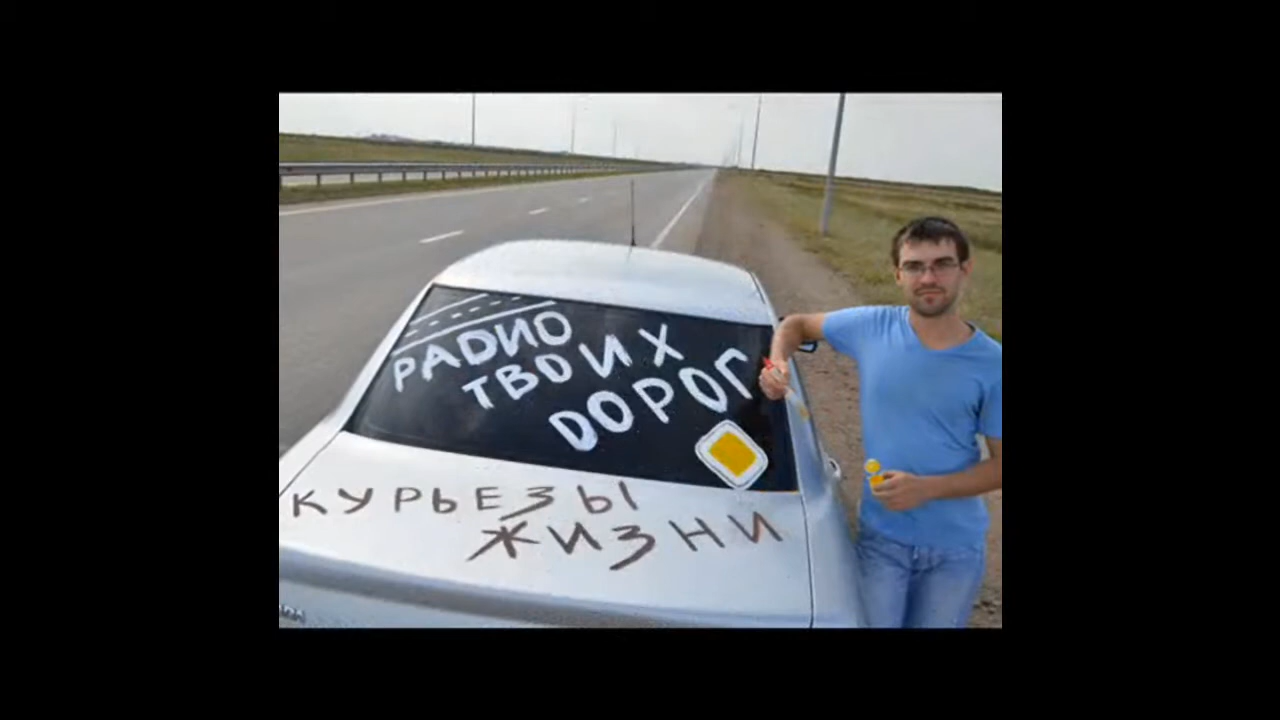 РАДИО
ТВОИХ
ДОРОГ
КУРЬЕЗЫ
ЖИЗНИ